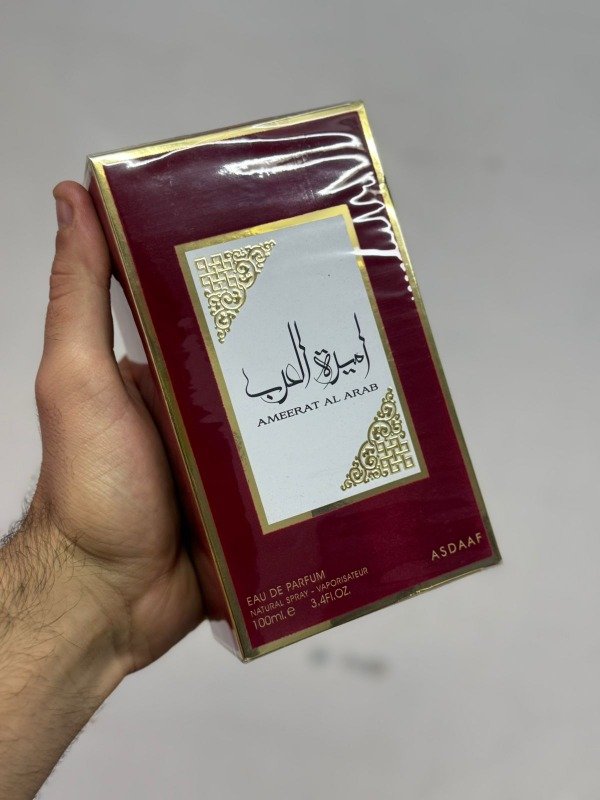 اميرة العرب
AMEERAT AL ARAB
EAU DE PARFUM
NATURAL SPRAY - VAPORISATEUR
100ml. e 3.4Fl.OZ.
ASDAAF